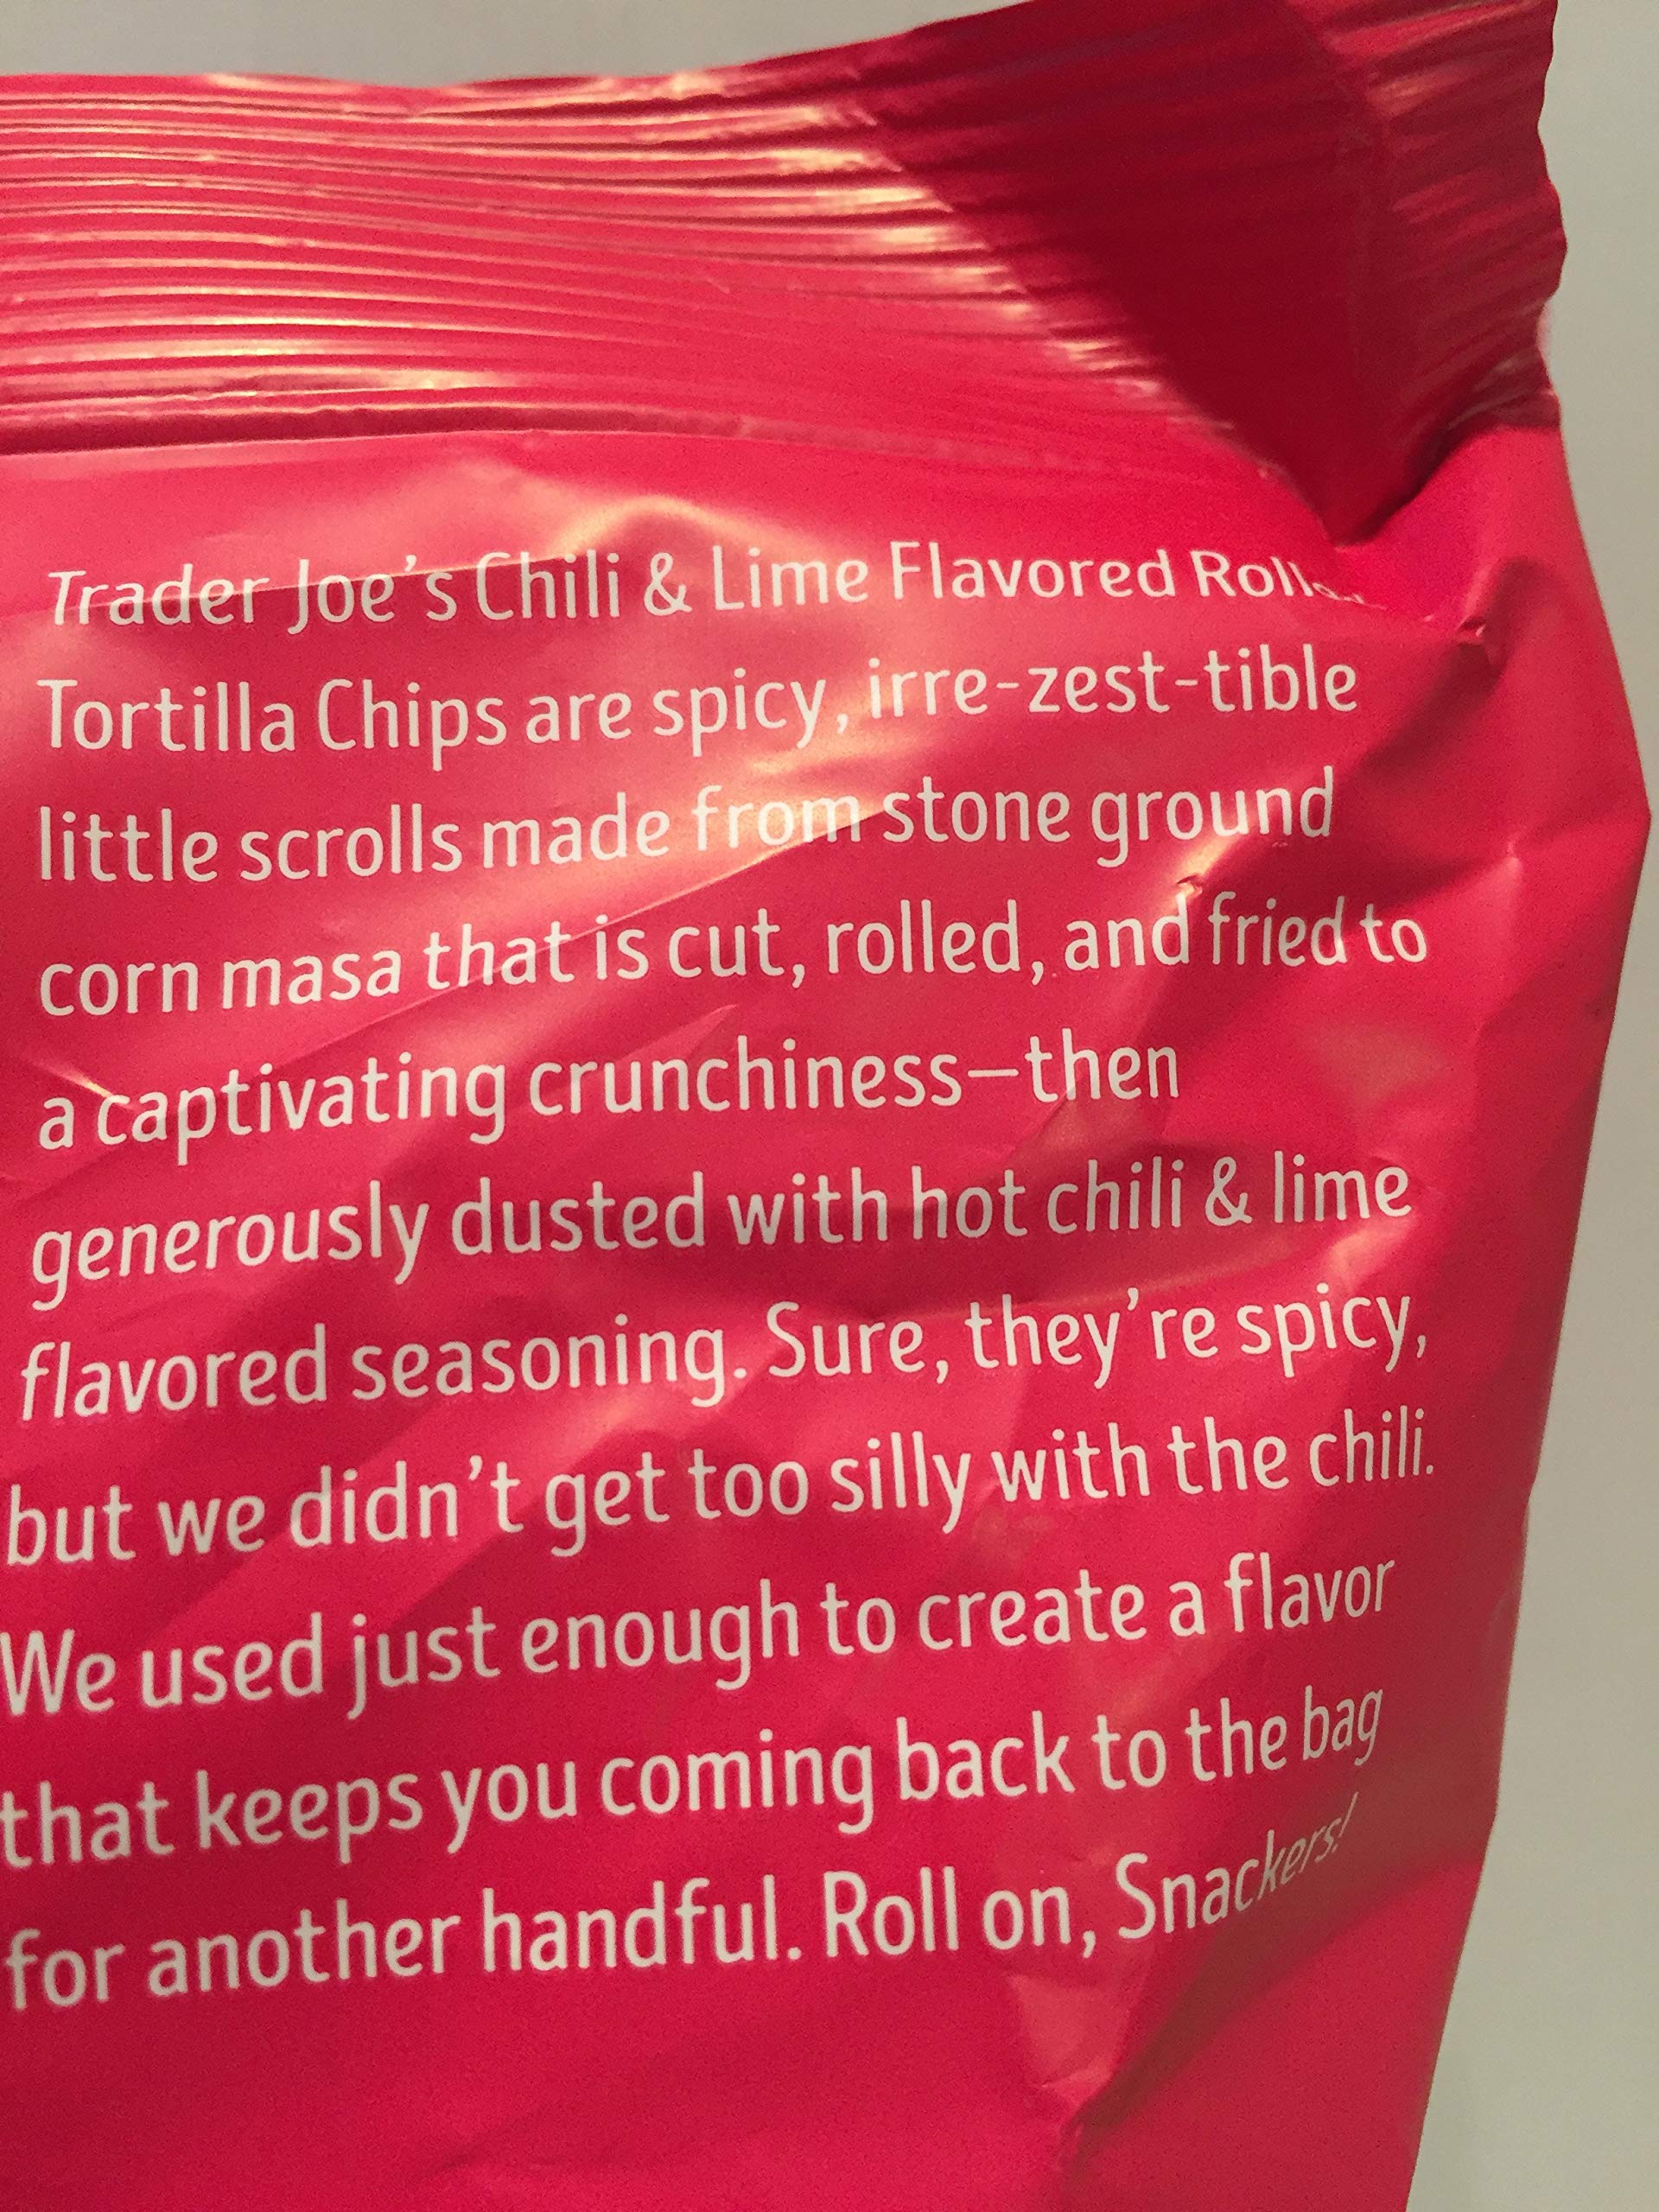 Trader Joe's Chili & Lime Flavored
Tortilla Chips are spicy, irre-zest-tible
little scrolls made from stone ground
corn masa that is cut, rolled, and fried to
a captivating crunchiness—then
generously dusted with hot chili & lime
flavored seasoning. Sure, they're spicy,
but we didn't get too silly with the chili.
We used just enough to create a flavor
that keeps you coming back to the bag
for another handful. Roll on, Snackers!